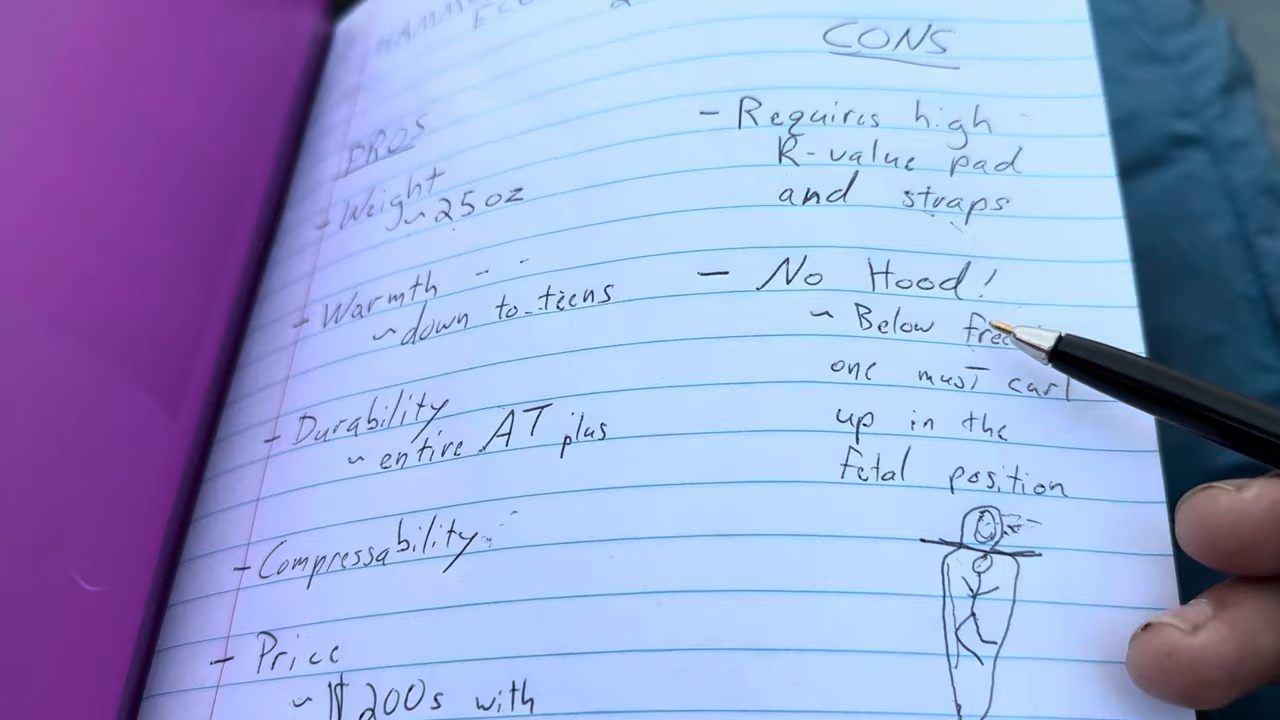 PROS
- Weight
~ 25oz
- Warmth
~ down to teens
- Durability
~ entire AT plus
- Compressability
- Price
~ $200s with
CONS
- Requires high
R-value pad
and straps
- No Hood!
~ Below
one must curl
up in the
fetal position